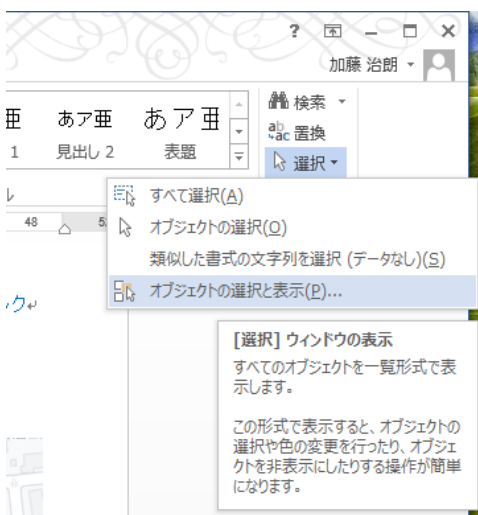 ?
加藤 治朗
検索
亜 あア亜 あア亜
ab ac 置換
1 見出し 2 表題
選択
すべて選択(A)
48
オブジェクトの選択(O)
類似した書式の文字列を選択 (データなし)(S)
オブジェクトの選択と表示(P)...
ック
[選択] ウィンドウの表示
すべてのオブジェクトを一覧形式で表
示します。
この形式で表示すると、オブジェクトの
選択や色の変更を行ったり、オブジェ
クトを非表示にしたりする操作が簡単
になります。